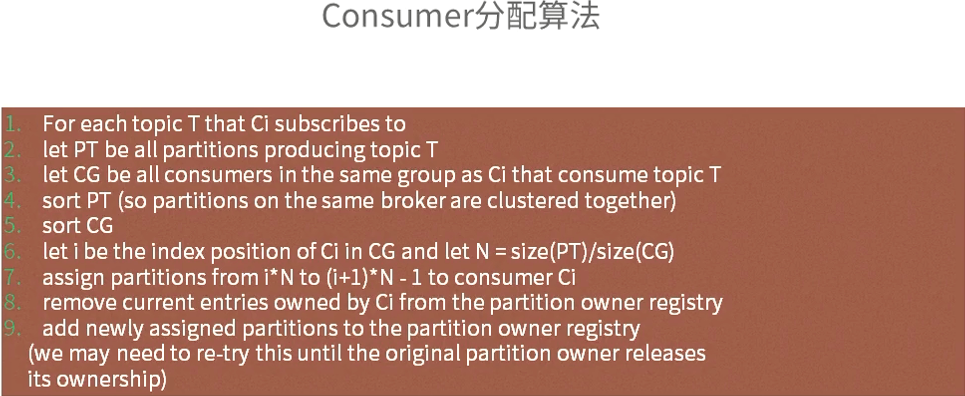 Consumer分配算法
1. For each topic T that Ci subscribes to
2. let PT be all partitions producing topic T
3. let CG be all consumers in the same group as Ci that consume topic T
4. sort PT (so partitions on the same broker are clustered together)
5. sort CG
6. let i be the index position of Ci in CG and let N = size(PT)/size(CG)
7. assign partitions from i*N to (i+1)*N - 1 to consumer Ci
8. remove current entries owned by Ci from the partition owner registry
9. add newly assigned partitions to the partition owner registry
(we may need to re-try this until the original partition owner releases
its ownership)